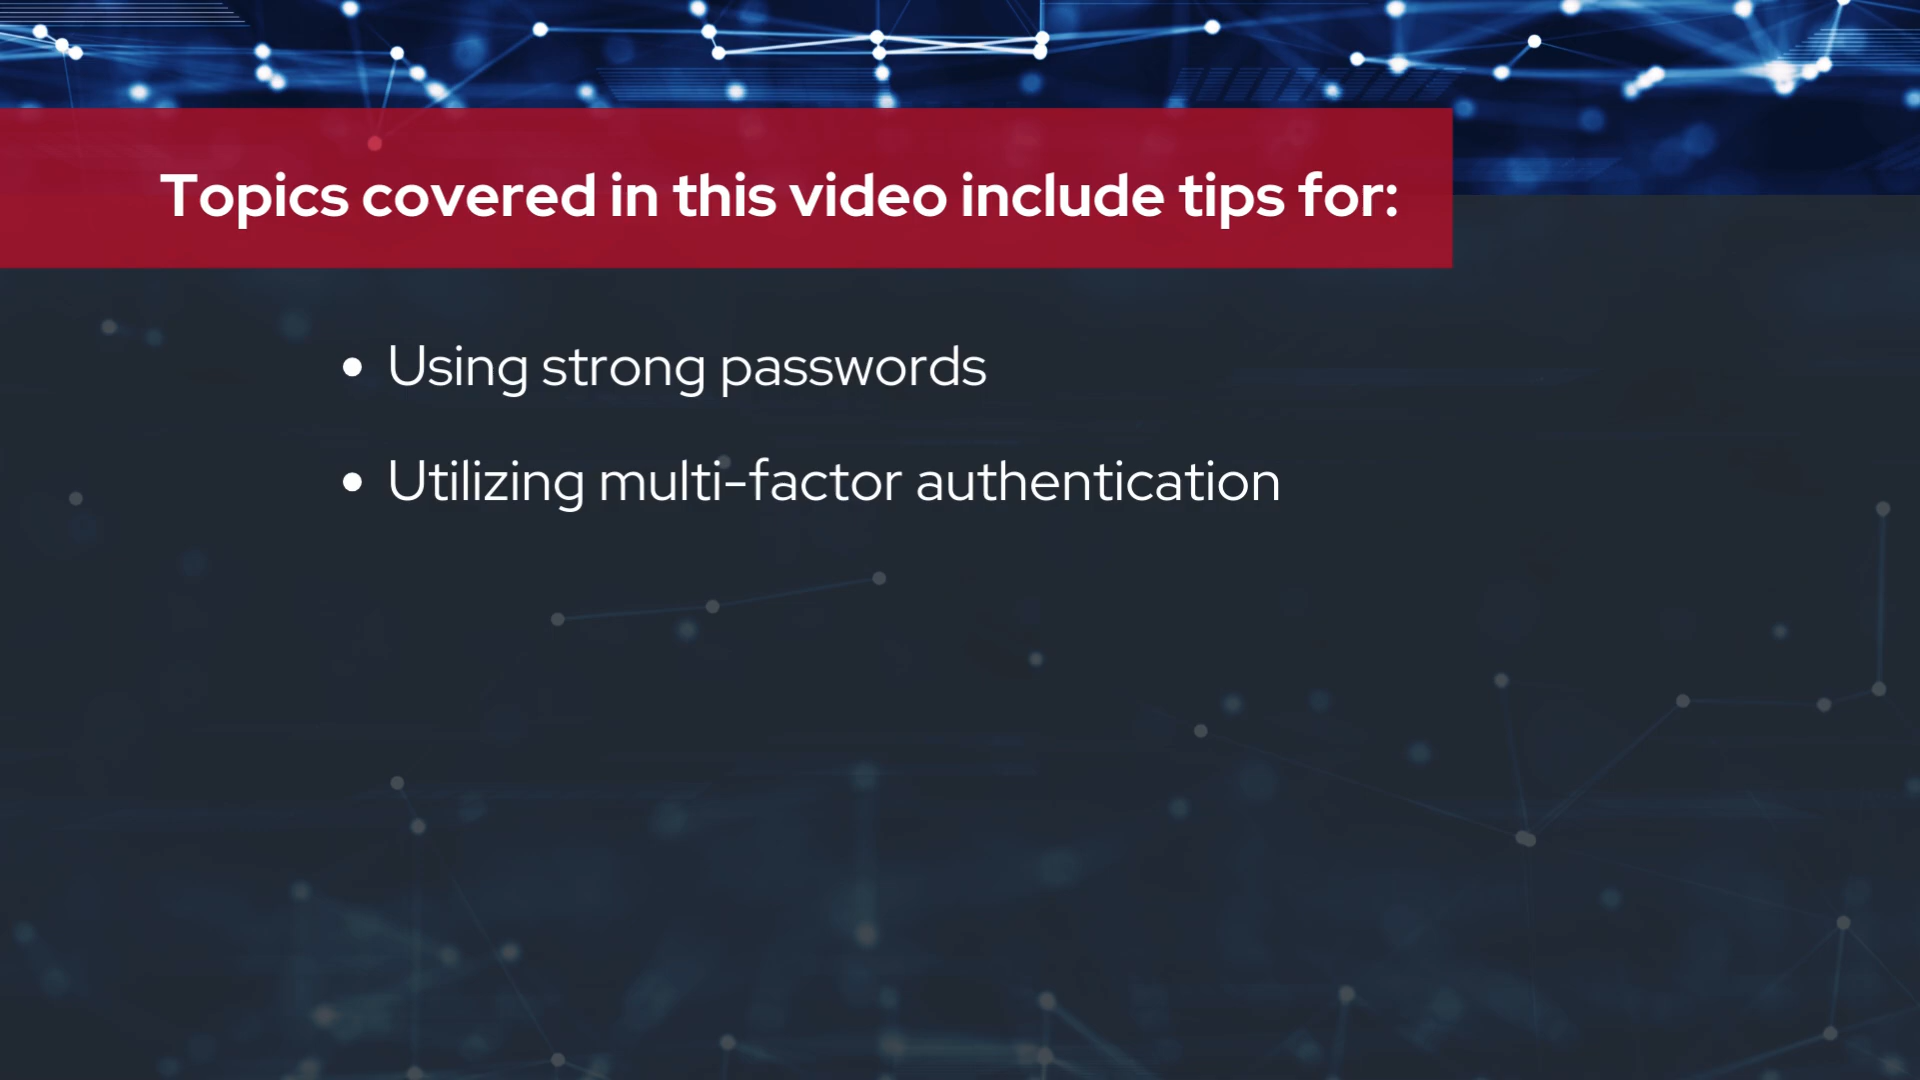 Topics covered in this video include tips for:
• Using strong passwords
• Utilizing multi-factor authentication